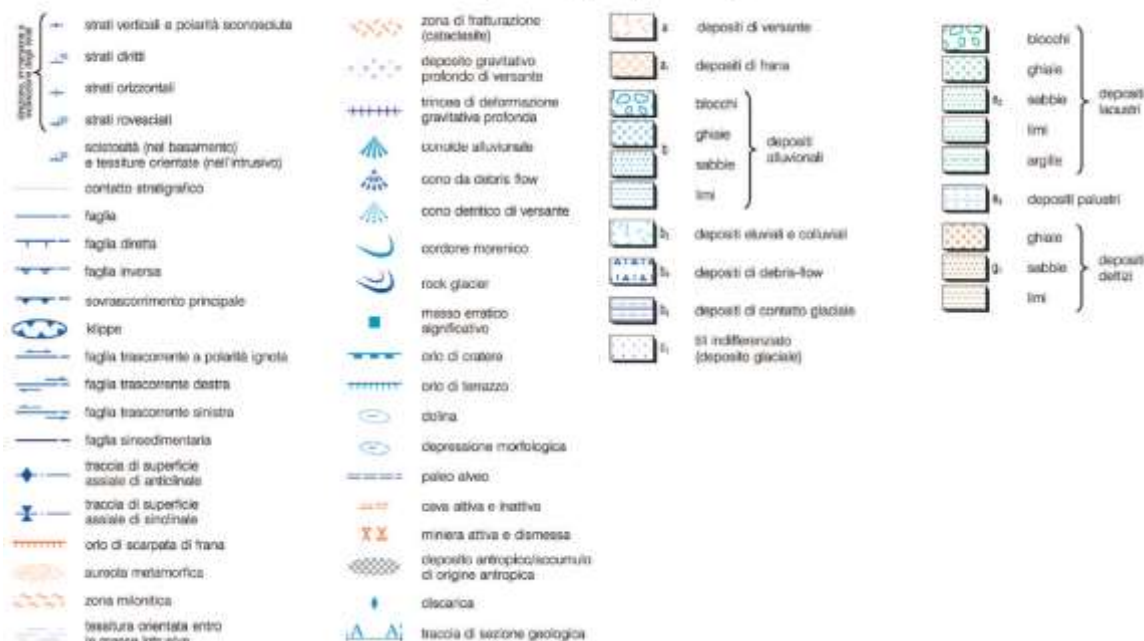 strati verticali e polarità sconosciuta
strati diritti
strati orizzontali
strati rovesciati
scistosità (nel basamento)
e tessiture orientate (nell'intrusivo)
contatto stratigrafico
faglia
faglia diretta
faglia inversa
sovrascorrimento principale
klippe
faglia trascorrente a polarità ignota
faglia trascorrente destra
faglia trascorrente sinistra
faglia sinsedimentaria
traccia di superficie
assiale di anticlinale
traccia di superficie
assiale di sinclinale
orlo di scarpata di frana
aureola metamorfica
zona milonitica
tessitura orientata entro
le masse intrusive
zona di fratturazione
(cataclasite)
deposito gravitativo
profondo di versante
trincea di deformazione
gravitativa profonda
conoide alluvionale
cono da debris flow
cono detritico di versante
cordone morenico
rock glacier
masso erratico
significativo
orlo di cratere
orlo di terrazzo
dolina
depressione morfologica
paleo alveo
cava attiva e inattiva
miniera attiva e dismessa
deposito antropico/accumulo
di origine antropica
discarica
A A'
traccia di sezione geologica
a depositi di versante
depositi di frana
blocchi
ghiaie
sabbie
limi
depositi
alluvionali
depositi eluviali e colluviali
depositi di debris-flow
depositi di contatto glaciale
till indifferenziato
(deposito glaciale)
blocchi
ghiaie
sabbie
limi
argille
depositi
lacustri
depositi palustri
ghiaie
sabbie
limi
depositi
deltizi